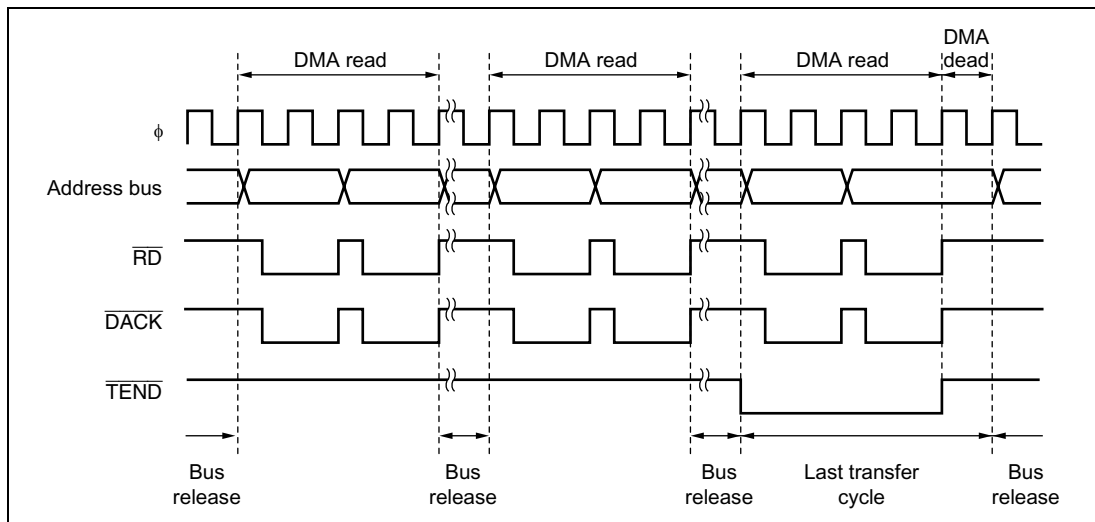 DMA read
DMA read
DMA read
DMA
dead
ϕ
Address bus
RD
DACK
TEND
Bus
release
Bus
release
Bus
release
Last transfer
cycle
Bus
release